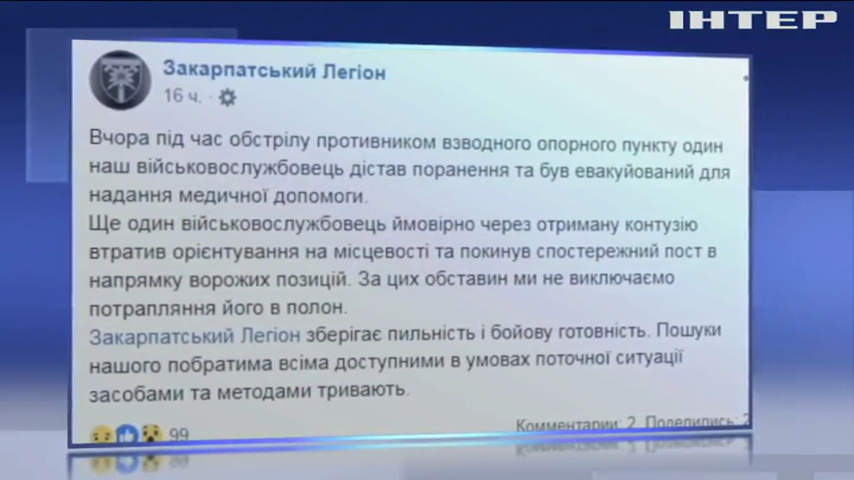 ІНТЕР
Закарпатський Легіон
16 ч. ·
Вчора під час обстрілу противником взводного опорного пункту один
наш військовослужбовець дістав поранення та був евакуйований для
надання медичної допомоги.
Ще один військовослужбовець ймовірно через отриману контузію
втратив орієнтування на місцевості та покинув спостережний пост в
напрямку ворожих позицій. За цих обставин ми не виключаємо
потрапляння його в полон.
Закарпатський Легіон зберігає пильність і бойову готовність. Пошуки
нашого побратима всіма доступними в умовах поточної ситуації
засобами та методами тривають.
99
Комментарии: 2 Поделились: 2